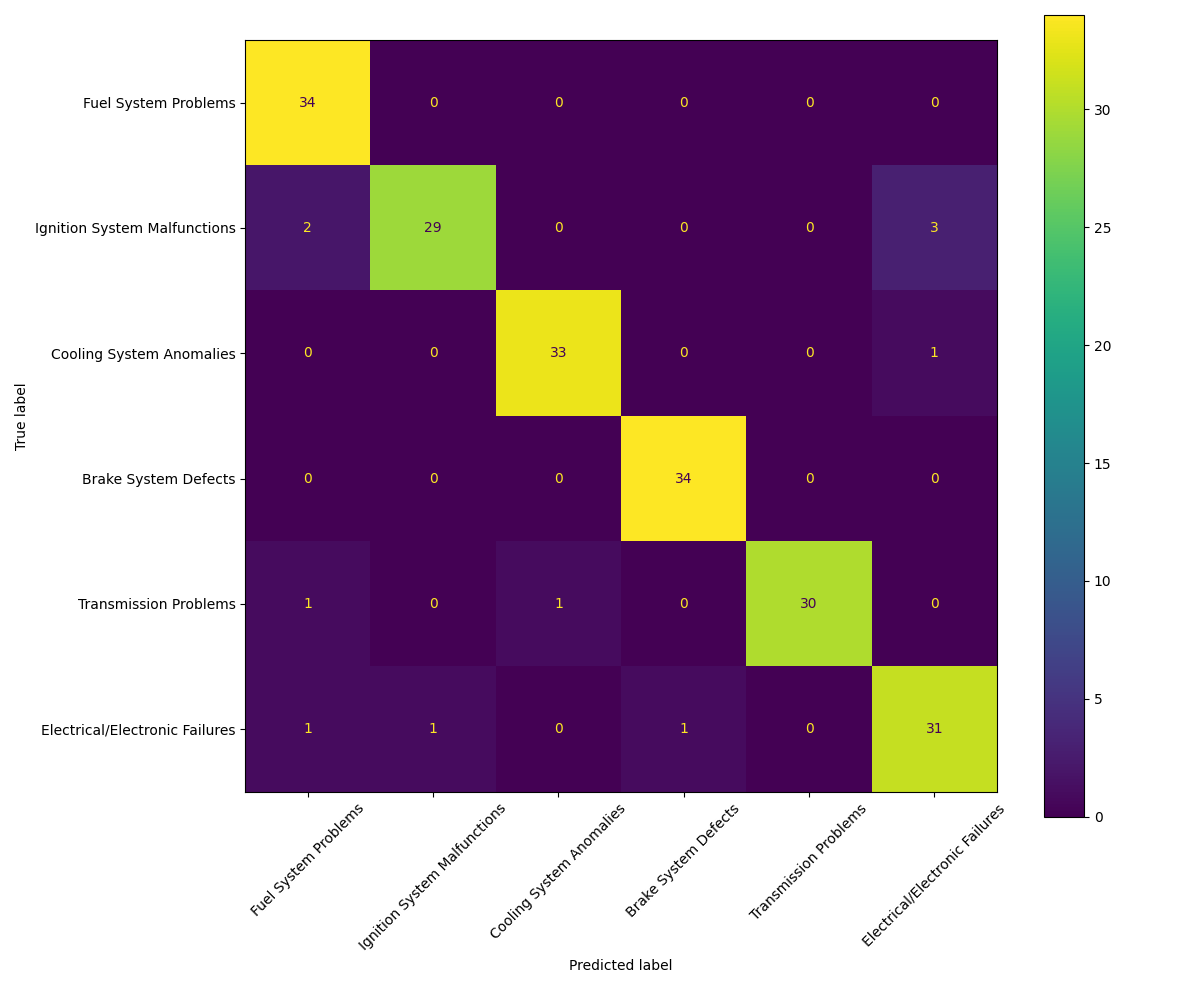 Fuel System Problems 34 0 0 0 0 0
Ignition System Malfunctions 2 29 0 0 0 3
Cooling System Anomalies 0 0 33 0 0 1
Brake System Defects 0 0 0 34 0 0
Transmission Problems 1 0 1 0 30 0
Electrical/Electronic Failures 1 1 0 1 0 31
True label
Fuel System Problems
Ignition System Malfunctions
Cooling System Anomalies
Brake System Defects
Transmission Problems
Electrical/Electronic Failures
Predicted label
30
25
20
15
10
5
0